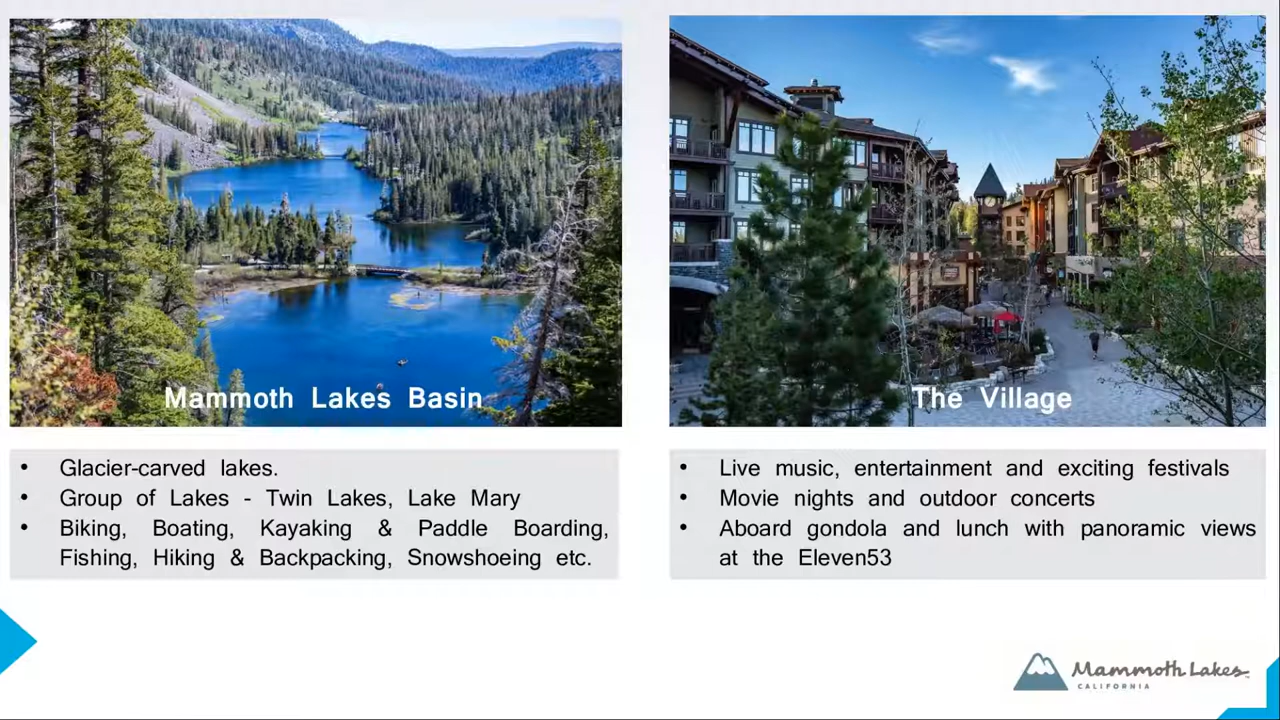 Mammoth Lakes Basin
• Glacier-carved lakes.
• Group of Lakes - Twin Lakes, Lake Mary
• Biking, Boating, Kayaking & Paddle Boarding,
Fishing, Hiking & Backpacking, Snowshoeing etc.
The Village
• Live music, entertainment and exciting festivals
• Movie nights and outdoor concerts
• Aboard gondola and lunch with panoramic views
at the Eleven53
Mammoth Lakes
CALIFORNIA